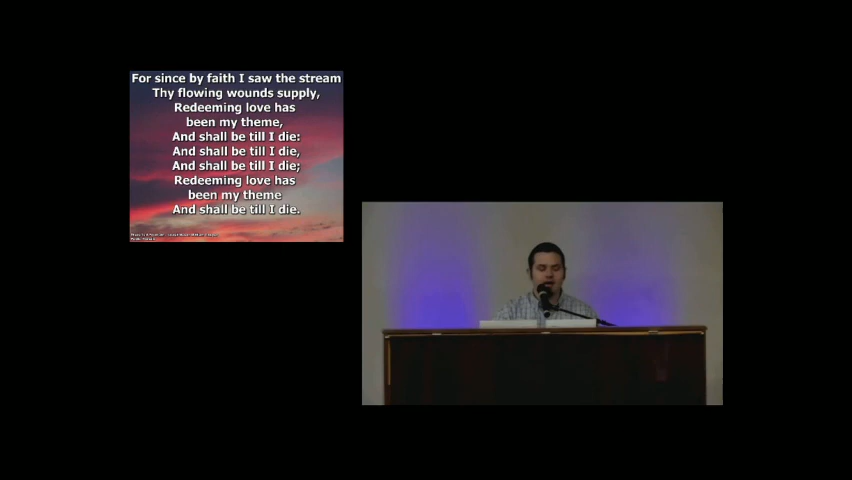 For since by faith I saw the stream
Thy flowing wounds supply,
Redeeming love has
been my theme,
And shall be till I die:
And shall be till I die,
And shall be till I die;
Redeeming love has
been my theme
And shall be till I die.